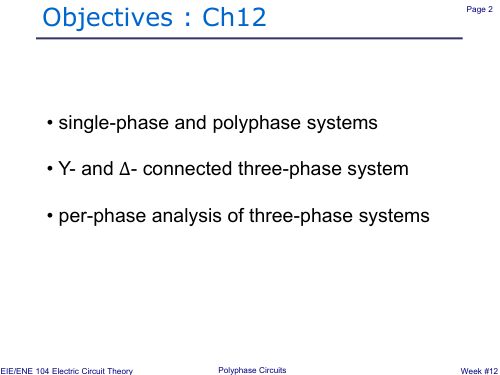 Objectives : Ch12
Page 2
• single-phase and polyphase systems
• Y- and Δ- connected three-phase system
• per-phase analysis of three-phase systems
EIE/ENE 104 Electric Circuit Theory
Polyphase Circuits
Week #12